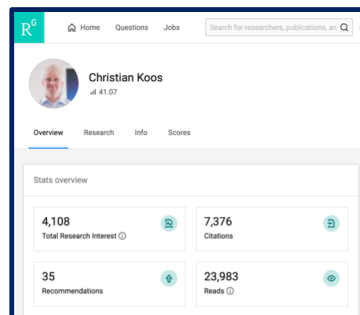 RG
Home Questions Jobs Search for researchers, publications, an
Christian Koos
41.07
Overview Research Info Scores
Stats overview
4,108
Total Research Interest
7,376
Citations
35
Recommendations
23,983
Reads